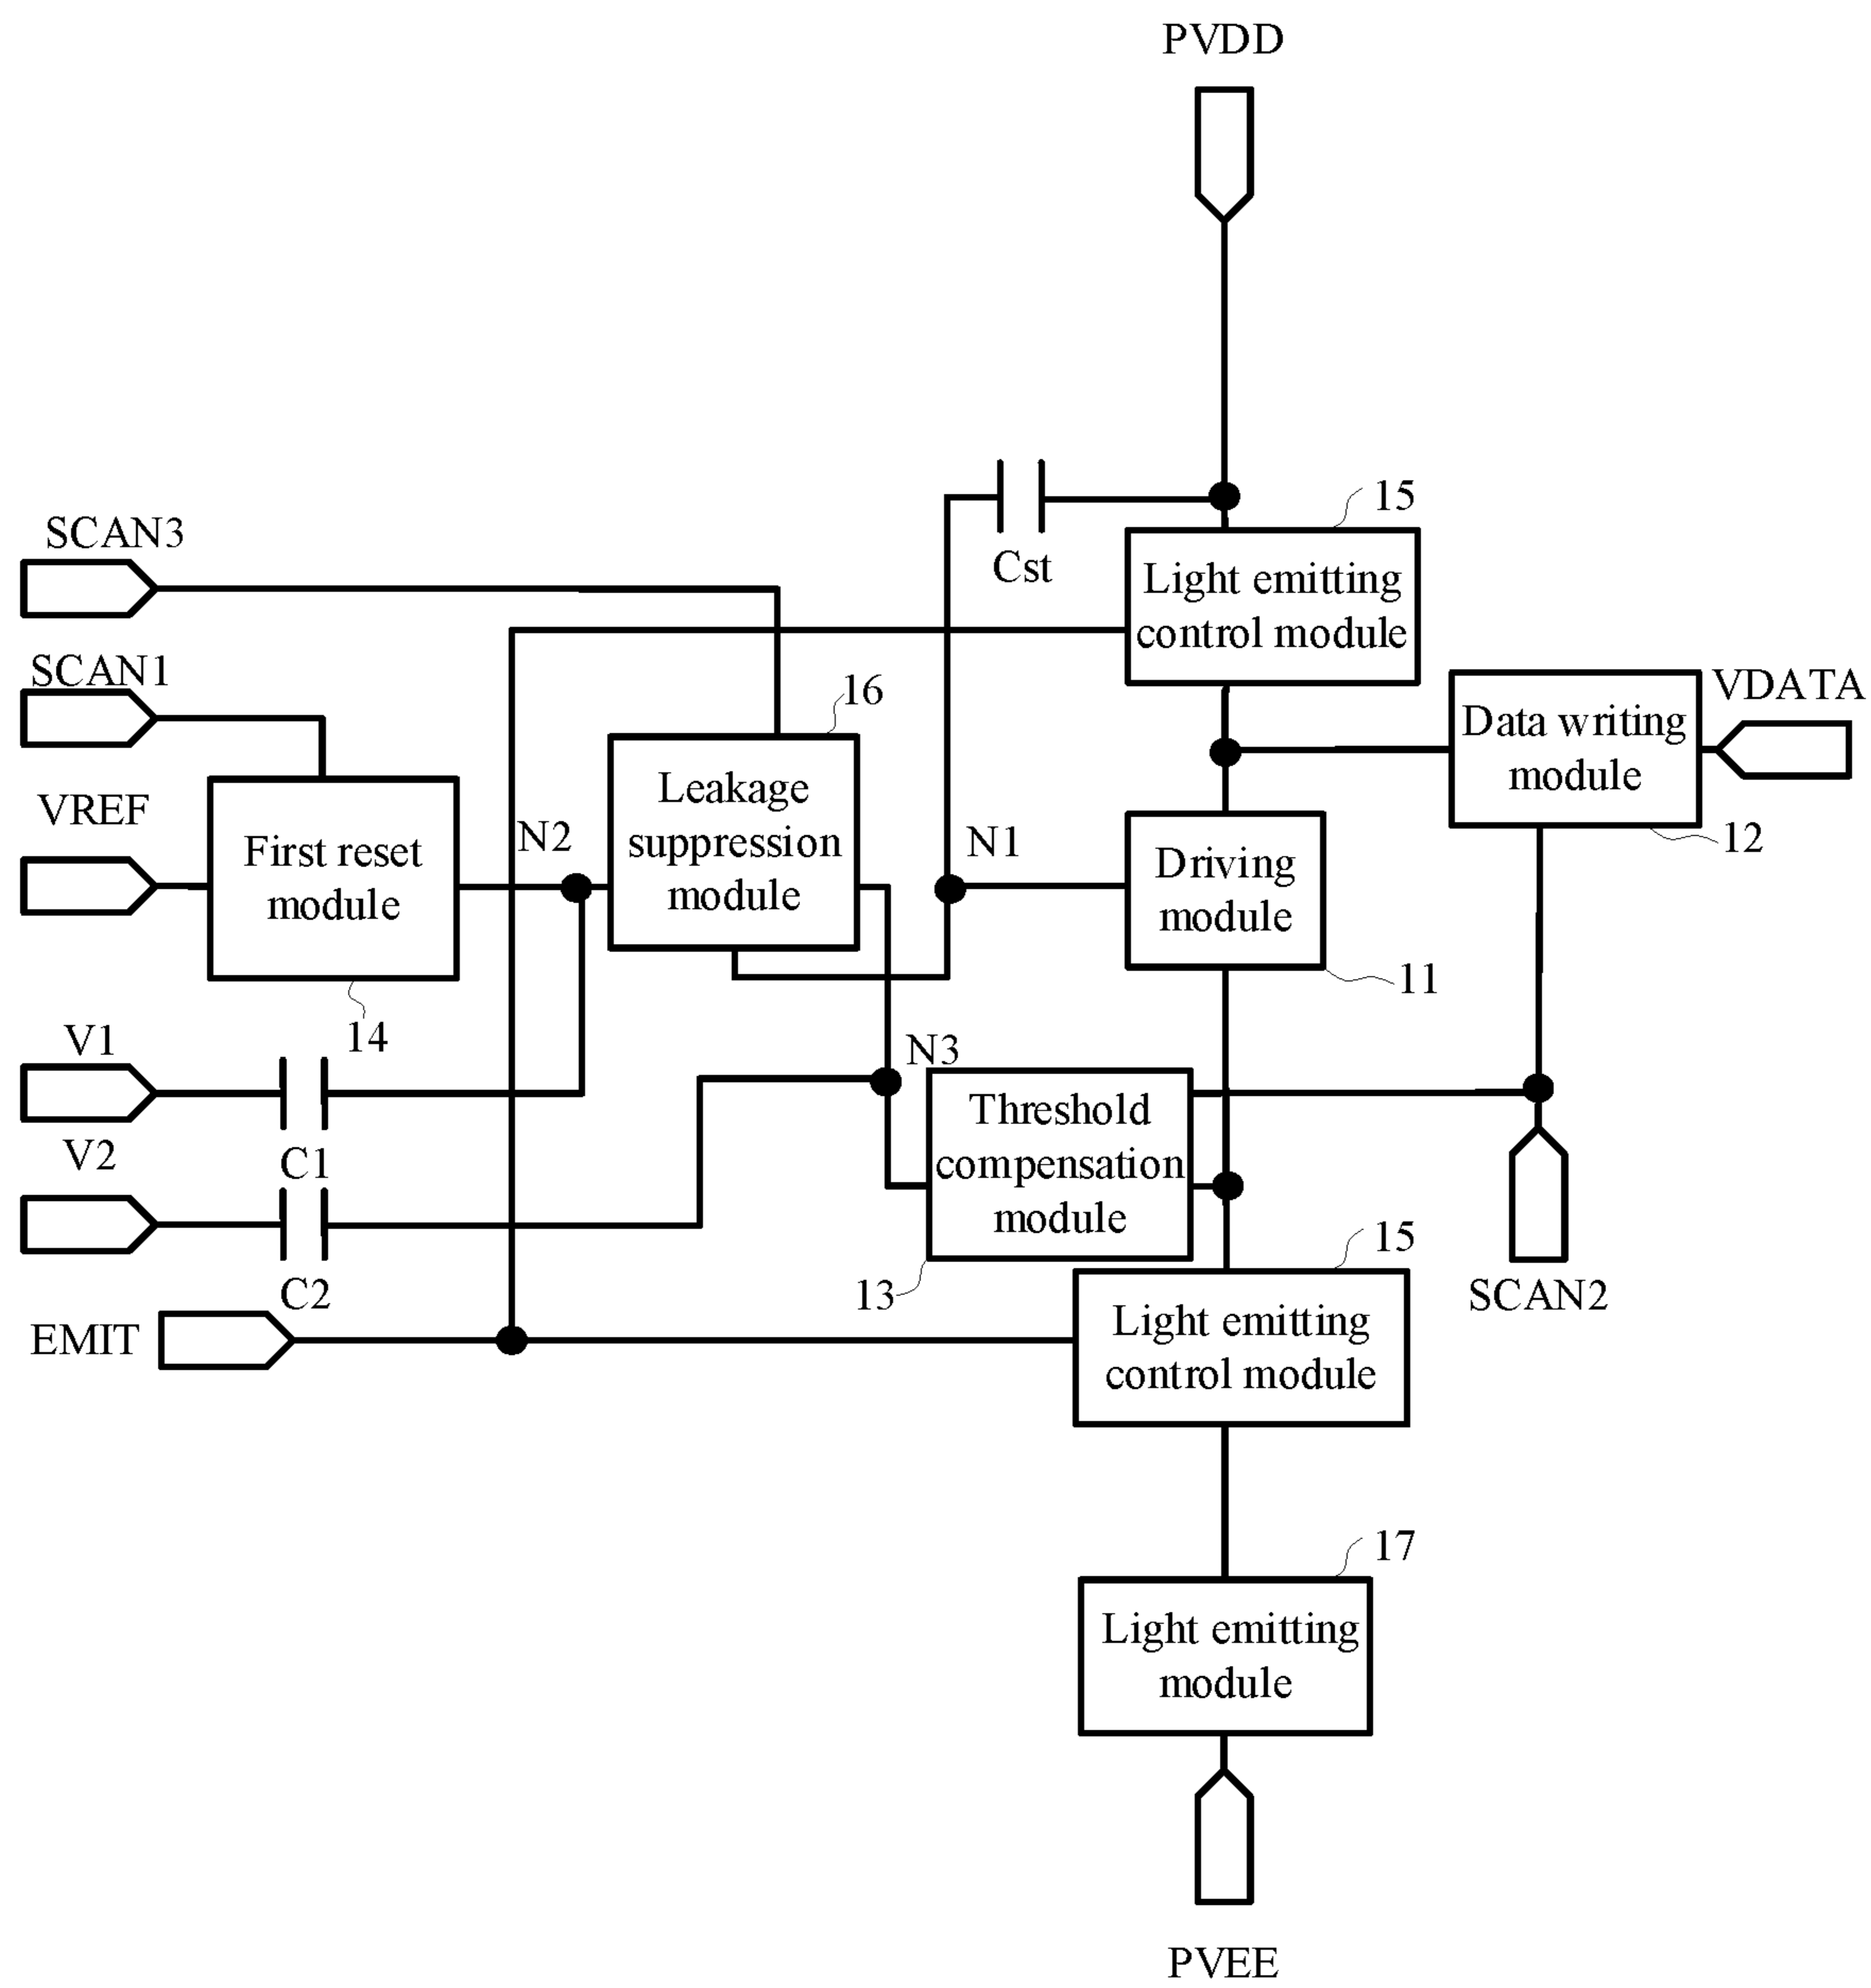 PVDD
15
SCAN3
Cst
Light emitting
control module
SCAN1
16
VDATA
Data writing
module
VREF
Leakage
suppression
module
N2
N1
First reset
module
Driving
module
12
11
14
V1
N3
Threshold
compensation
module
C1
V2
15
13
C2
SCAN2
EMIT
Light emitting
control module
17
Light emitting
module
PVEE